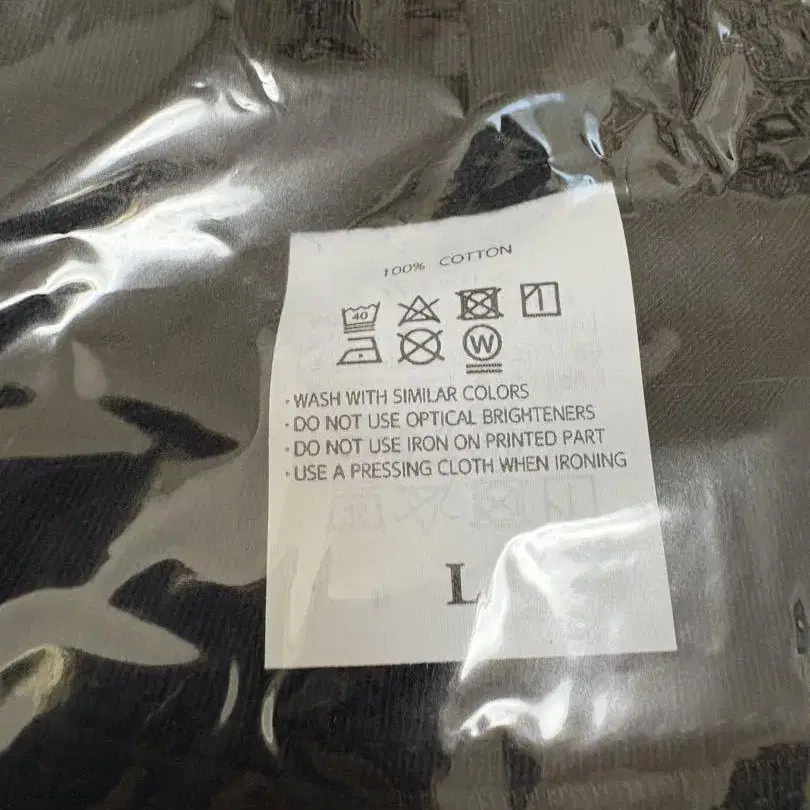 100% COTTON
40
W
· WASH WITH SIMILAR COLORS
· DO NOT USE OPTICAL BRIGHTENERS
· DO NOT USE IRON ON PRINTED PART
· USE A PRESSING CLOTH WHEN IRONING
L